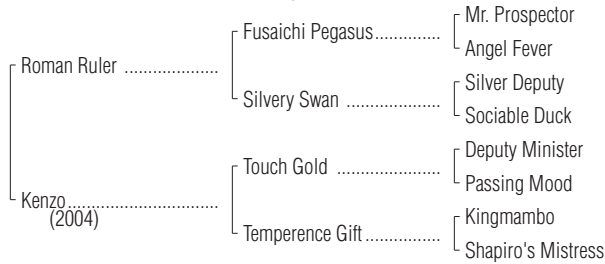 Mr. Prospector
Fusaichi Pegasus..............
Angel Fever
Roman Ruler ....................
Silver Deputy
Silvery Swan ....................
Sociable Duck
Deputy Minister
Touch Gold ......................
Passing Mood
Kenzo................................
(2004)
Kingmambo
Temperence Gift................
Shapiro's Mistress